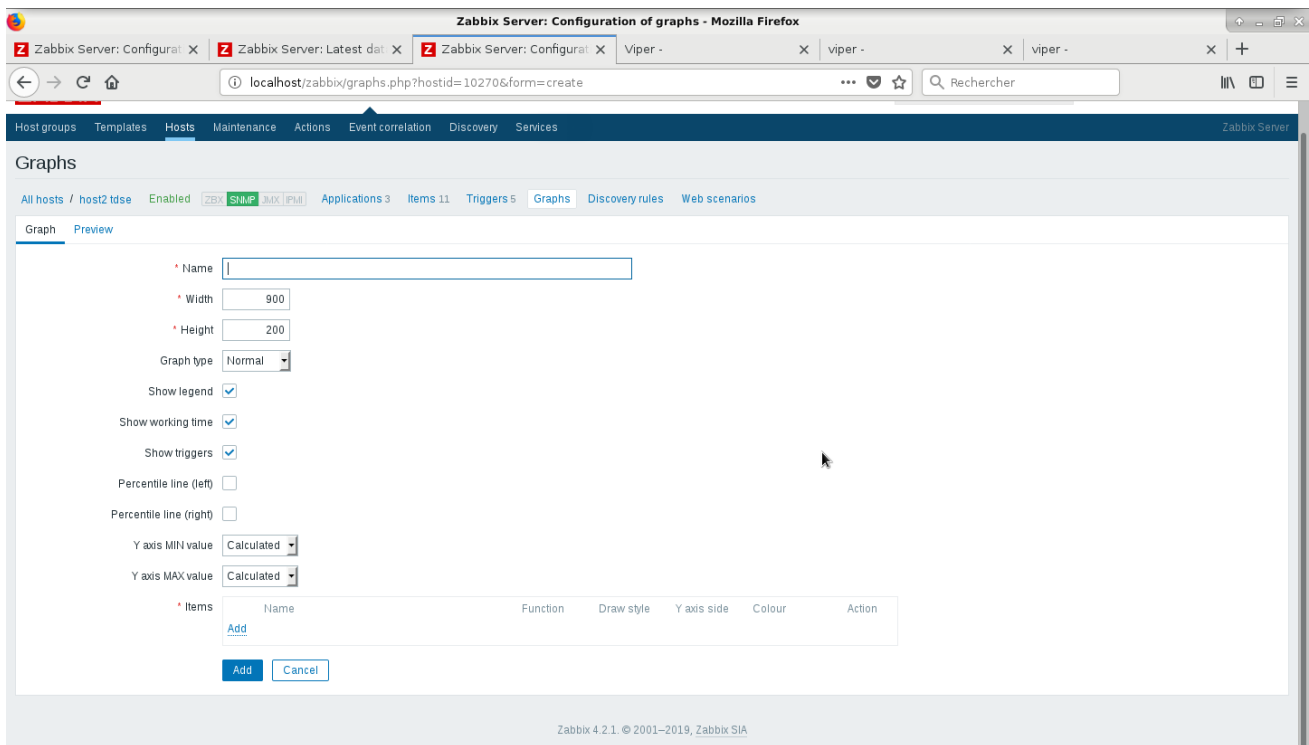 Zabbix Server: Configuration of graphs - Mozilla Firefox
Zabbix Server: Configurat Zabbix Server: Latest dat Zabbix Server: Configurat Viper - viper - viper -
localhost/zabbix/graphs.php?hostid=10270&form=create Rechercher
Host groups Templates Hosts Maintenance Actions Event correlation Discovery Services Zabbix Server
Graphs
All hosts / host2 tdse Enabled ZBX SNMP JMX IPMI Applications 3 Items 11 Triggers 5 Graphs Discovery rules Web scenarios
Graph Preview
* Name
* Width 900
* Height 200
Graph type Normal
Show legend
Show working time
Show triggers
Percentile line (left)
Percentile line (right)
Y axis MIN value Calculated
Y axis MAX value Calculated
* Items Name Function Draw style Y axis side Colour Action
Add
Add Cancel
Zabbix 4.2.1. © 2001–2019, Zabbix SIA